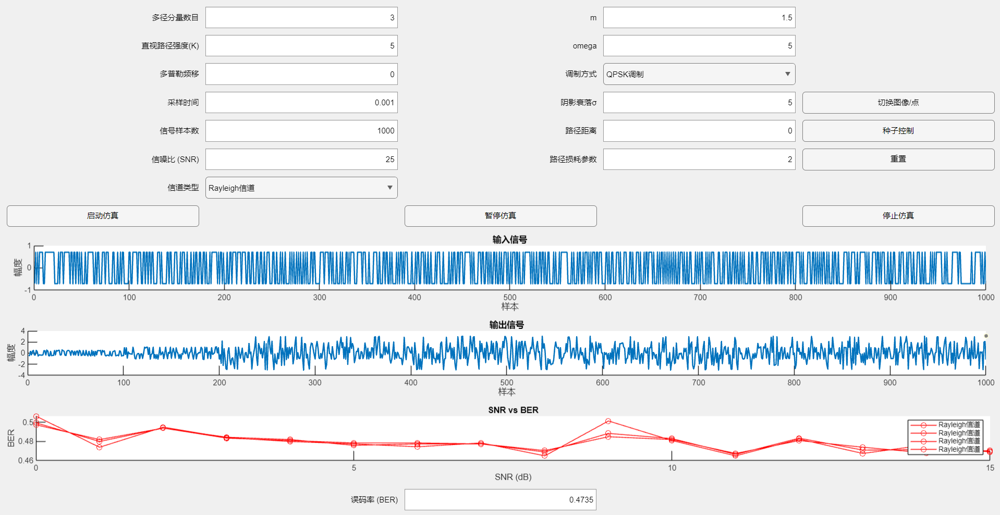 多径分量数目 3 m 1.5
直视路径强度(K) 5 omega 5
多普勒频移 0 调制方式 QPSK调制
采样时间 0.001 阴影衰落σ 5 切换图像/点
信号样本数 1000 路径距离 0 种子控制
信噪比 (SNR) 25 路径损耗参数 2 重置
信道类型 Rayleigh信道
启动仿真 暂停仿真 停止仿真
输入信号
1
0
-1
幅度
0 100 200 300 400 500 600 700 800 900 1000
样本
输出信号
4
2
0
-2
-4
幅度
0 100 200 300 400 500 600 700 800 900 1000
样本
SNR vs BER
0.5
0.48
0.46
BER
Rayleigh信道
Rayleigh信道
Rayleigh信道
Rayleigh信道
0 5 10 15
SNR (dB)
误码率 (BER) 0.4735